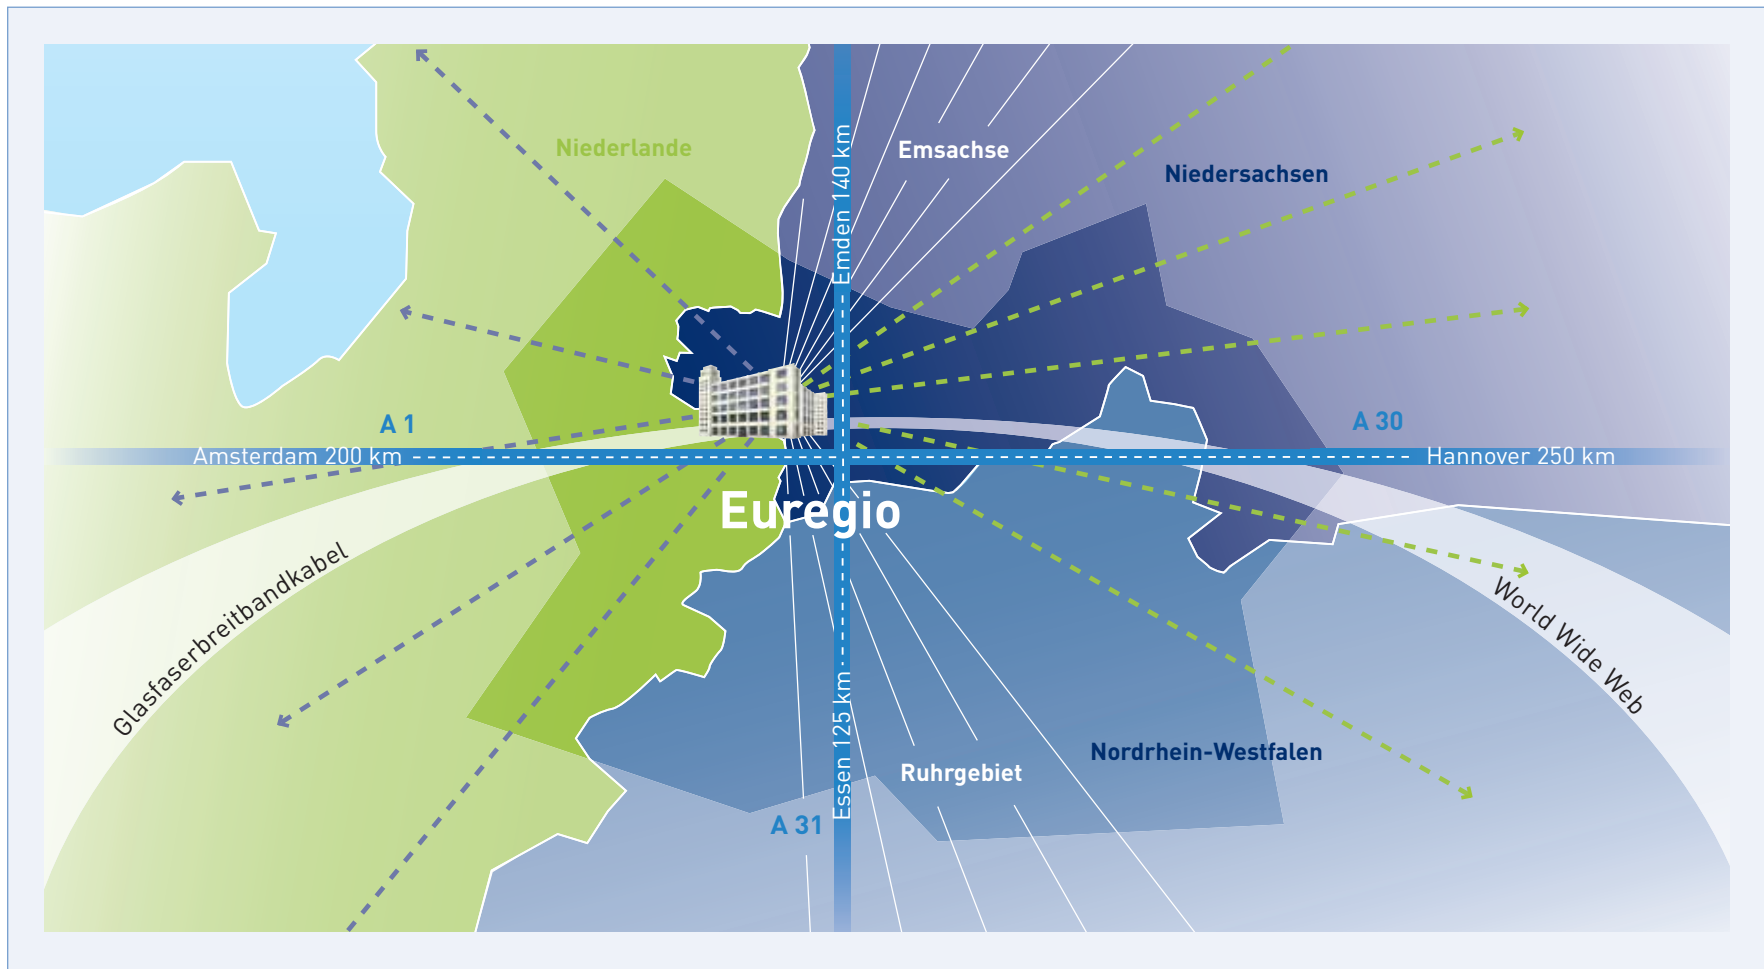 Niederlande
Emsachse
Niedersachsen
Emden 140 km
A 1
A 30
Amsterdam 200 km
Hannover 250 km
Euregio
Glasfaserbreitbandkabel
World Wide Web
Essen 125 km
Nordrhein-Westfalen
Ruhrgebiet
A 31